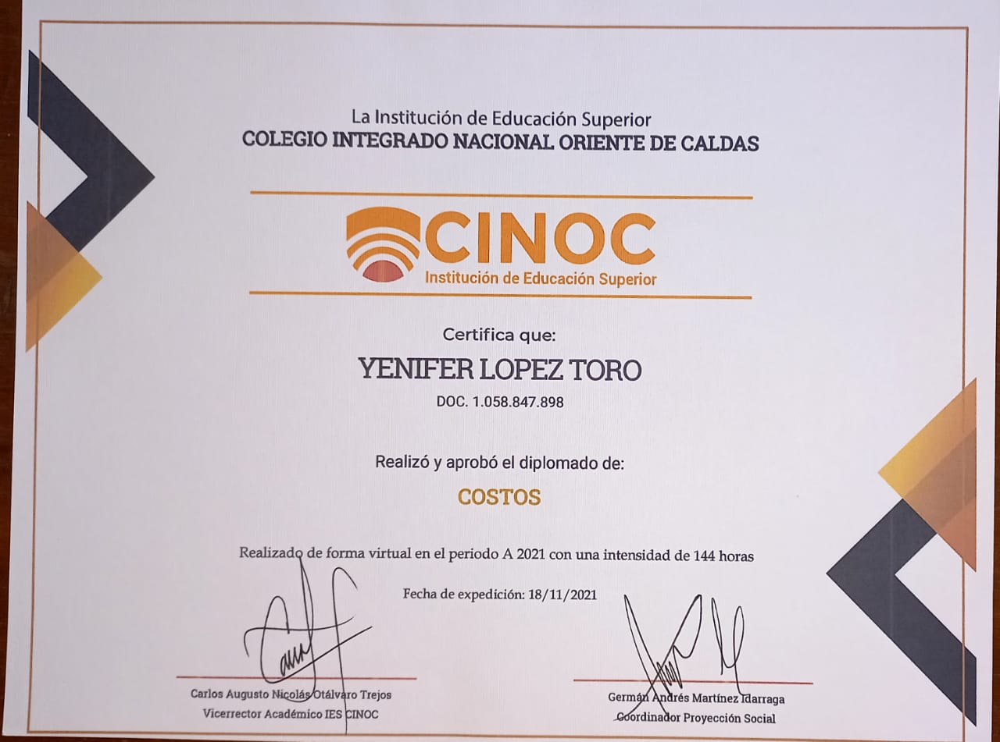 La Institución de Educación Superior
COLEGIO INTEGRADO NACIONAL ORIENTE DE CALDAS
CINOC
Institución de Educación Superior
Certifica que:
YENIFER LOPEZ TORO
DOC. 1.058.847.898
Realizó y aprobó el diplomado de:
COSTOS
Realizado de forma virtual en el periodo A 2021 con una intensidad de 144 horas
Fecha de expedición: 18/11/2021
Carlos Augusto Nicolás Otálvaro Trejos
Vicerrector Académico IES CINOC
Germán Andrés Martínez Idarraga
Coordinador Proyección Social